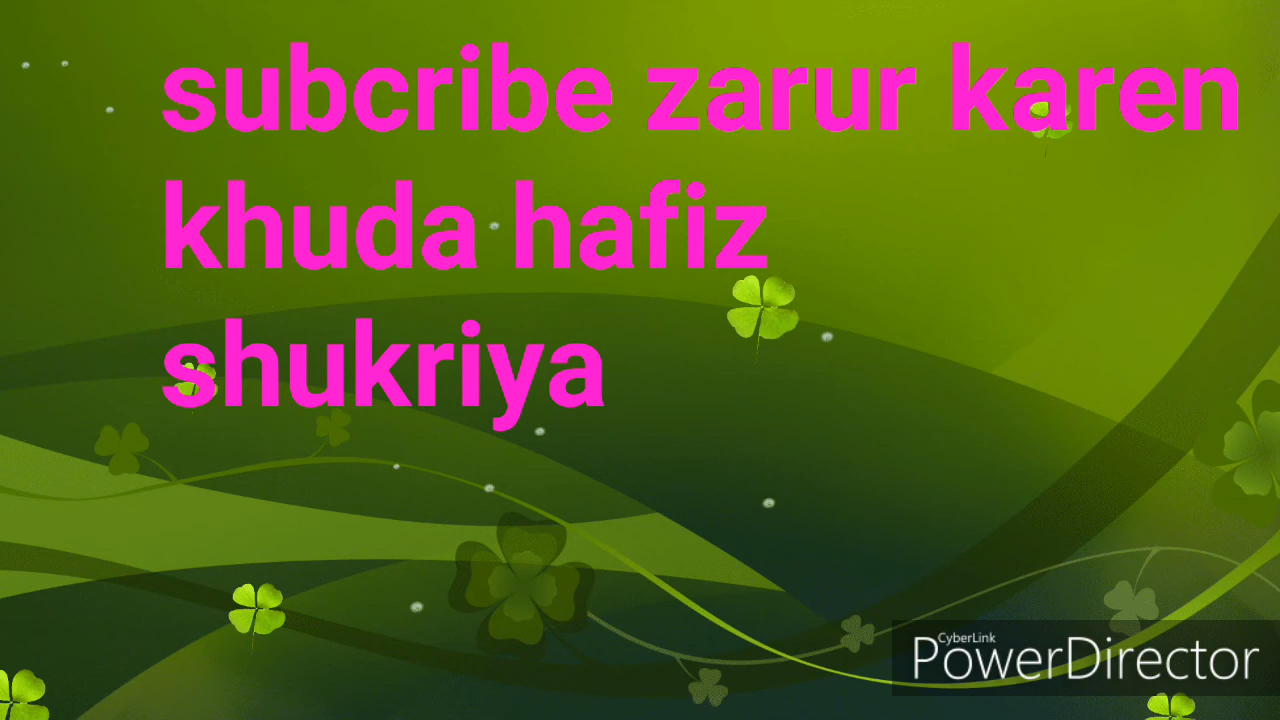 subcribe zarur karen
khuda hafiz
shukriya
CyberLink
PowerDirector